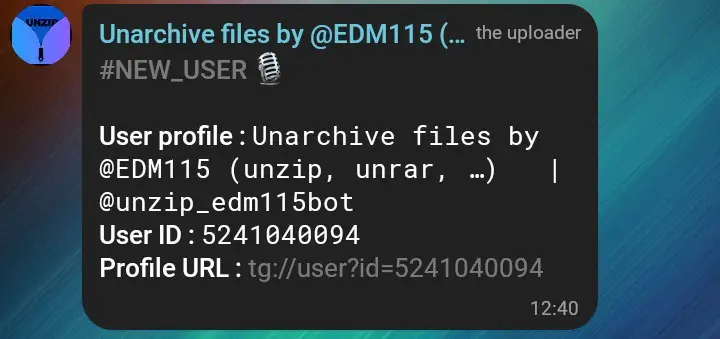 UNZIP
Unarchive files by @EDM115 (… the uploader
#NEW_USER 🎙
User profile : Unarchive files by
@EDM115 (unzip, unrar, …) |
@unzip_edm115bot
User ID : 5241040094
Profile URL : tg://user?id=5241040094
12:40